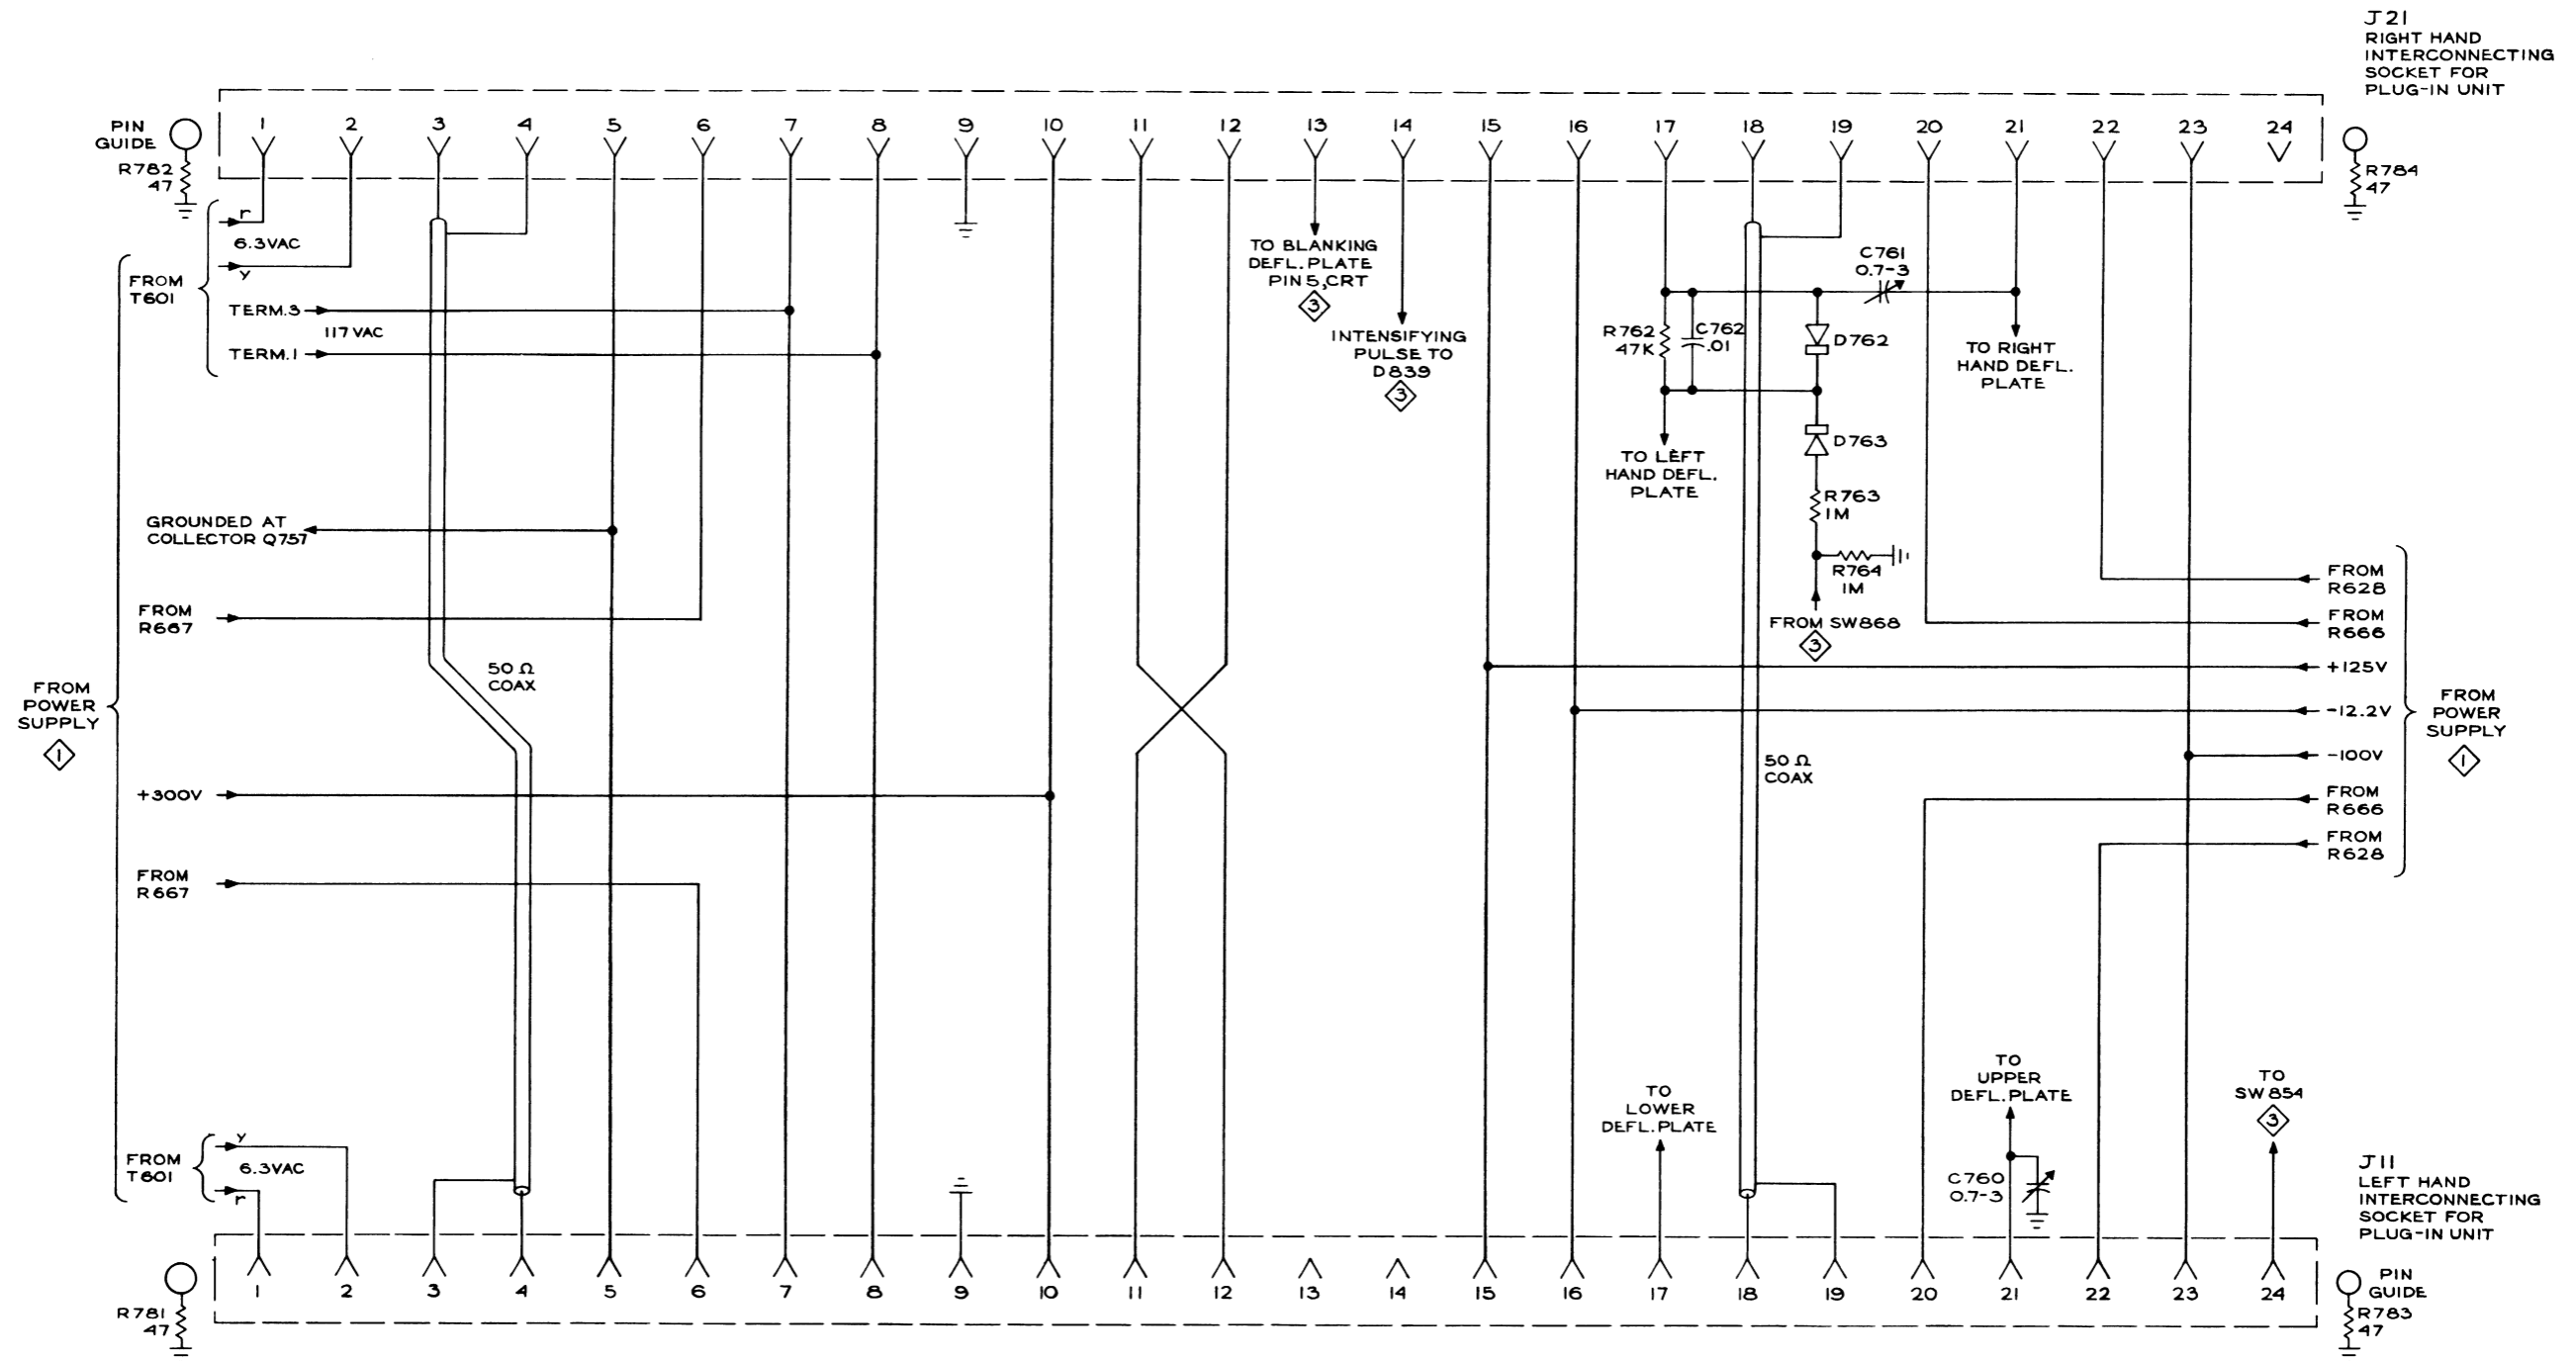 J21
RIGHT HAND
INTERCONNECTING
SOCKET FOR
PLUG-IN UNIT
PIN
GUIDE
R782
47
1 2 3 4 5 6 7 8 9 10 11 12 13 14 15 16 17 18 19 20 21 22 23 24
R784
47
r
6.3VAC
y
FROM
T601
TERM.3
117 VAC
TERM.1
TO BLANKING
DEFL. PLATE
PIN 5, CRT
3
INTENSIFYING
PULSE TO
D839
3
C761
0.7-3
R762
47K
C762
.01
D762
TO RIGHT
HAND DEFL.
PLATE
TO LEFT
HAND DEFL.
PLATE
D763
R763
1M
R764
1M
FROM SW868
3
GROUNDED AT
COLLECTOR Q757
FROM
R667
50 Ω
COAX
FROM
POWER
SUPPLY
1
+300V
FROM
R667
FROM
R628
FROM
R666
+125V
-12.2V
-100V
FROM
R666
FROM
R628
FROM
POWER
SUPPLY
1
50 Ω
COAX
FROM
T601
y
6.3VAC
r
TO
LOWER
DEFL. PLATE
TO
UPPER
DEFL. PLATE
C760
0.7-3
TO
SW854
3
J11
LEFT HAND
INTERCONNECTING
SOCKET FOR
PLUG-IN UNIT
R781
47
1 2 3 4 5 6 7 8 9 10 11 12 13 14 15 16 17 18 19 20 21 22 23 24
PIN
GUIDE
R783
47